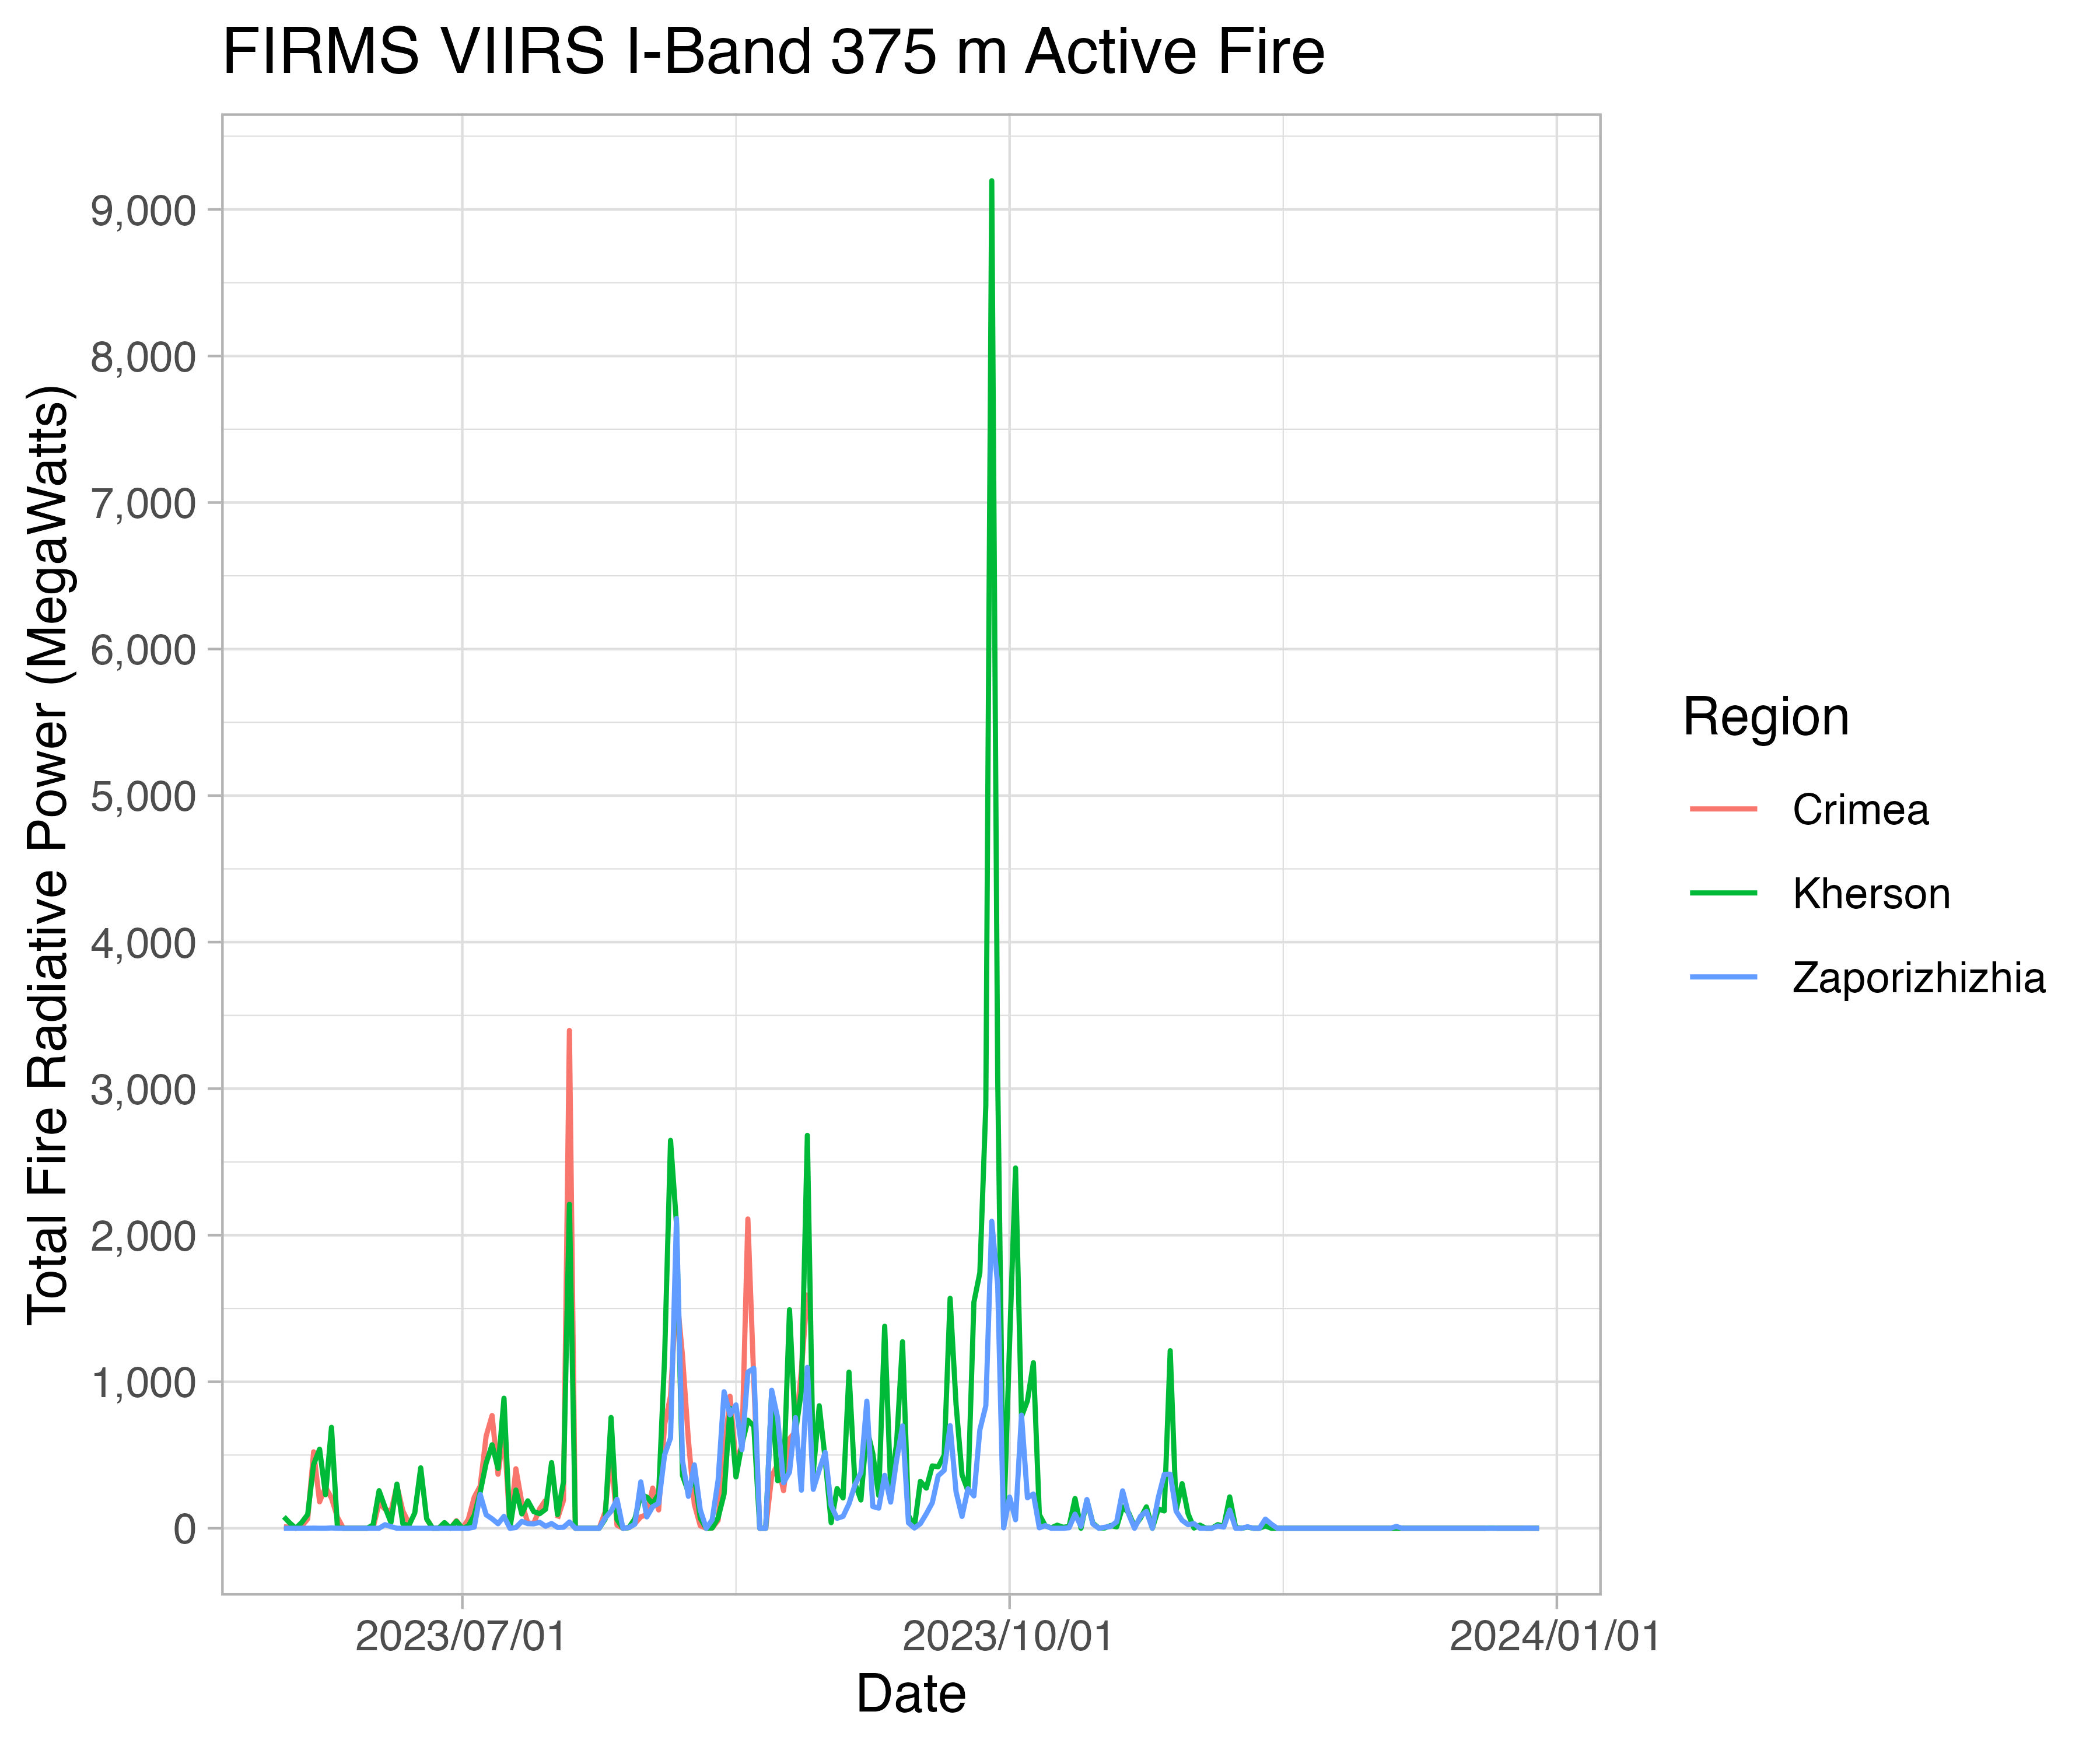 FIRMS VIIRS I-Band 375 m Active Fire
Total Fire Radiative Power (MegaWatts)
9,000
8,000
7,000
6,000
5,000
4,000
3,000
2,000
1,000
0
2023/07/01
2023/10/01
2024/01/01
Date
Region
Crimea
Kherson
Zaporizhizhia